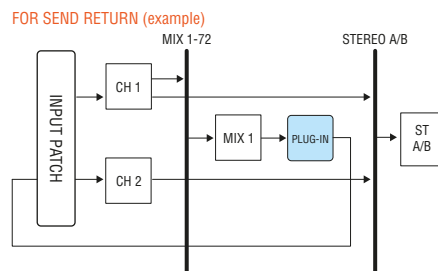 FOR SEND RETURN (example)
MIX 1-72
STEREO A/B
INPUT PATCH
CH 1
MIX 1
PLUG-IN
ST
A/B
CH 2